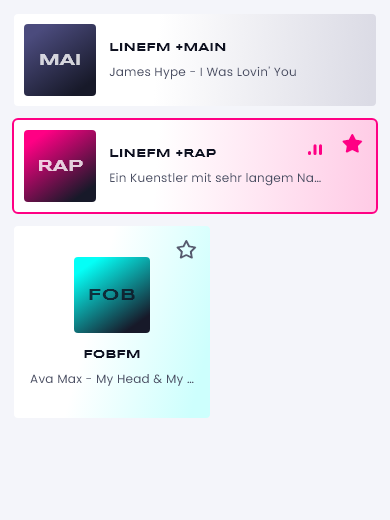 MAI
LINEFM +MAIN
James Hype - I Was Lovin' You
RAP
LINEFM +RAP
Ein Kuenstler mit sehr langem Na...
FOB
FOBFM
Ava Max - My Head & My ...